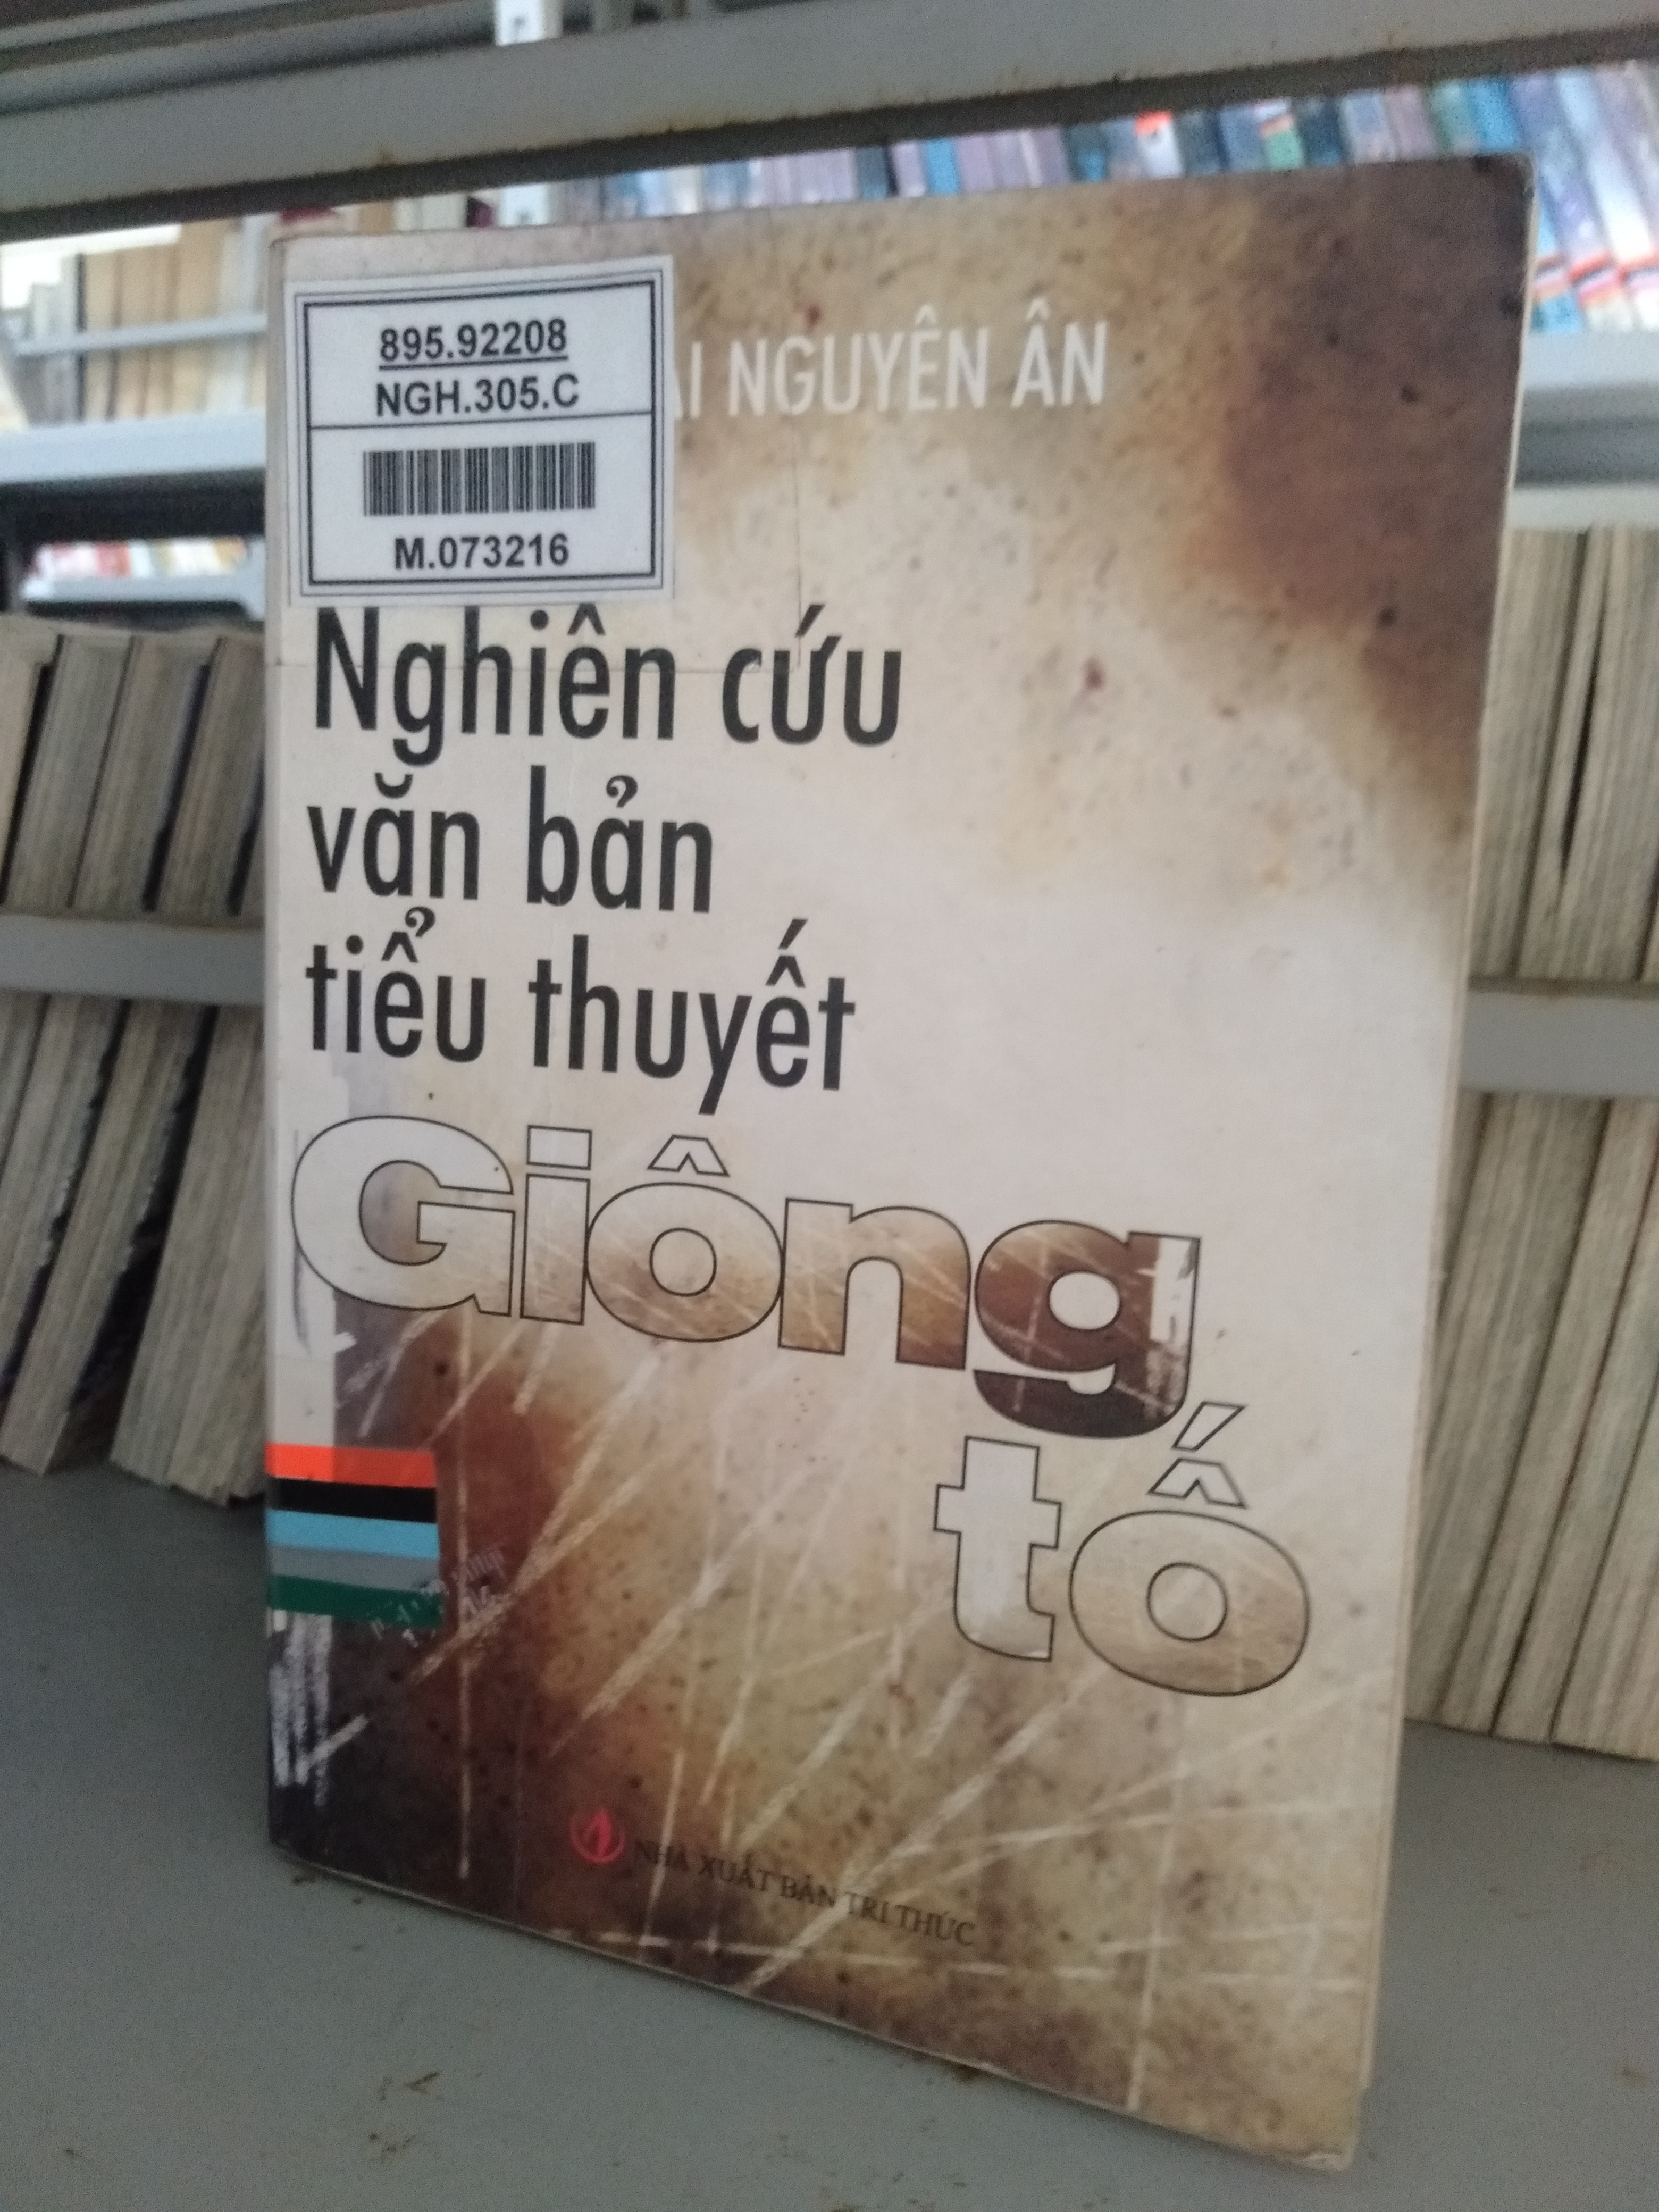 895.92208
NGH.305.C
M.073216
NGUYÊN ÂN
Nghiên cứu
văn bản
tiểu thuyết
Giông
tố
NHÀ XUẤT BẢN TRI THỨC